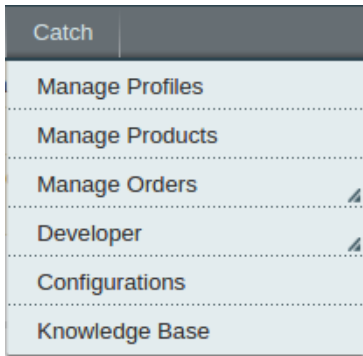 Catch
Manage Profiles
Manage Products
Manage Orders
Developer
Configurations
Knowledge Base